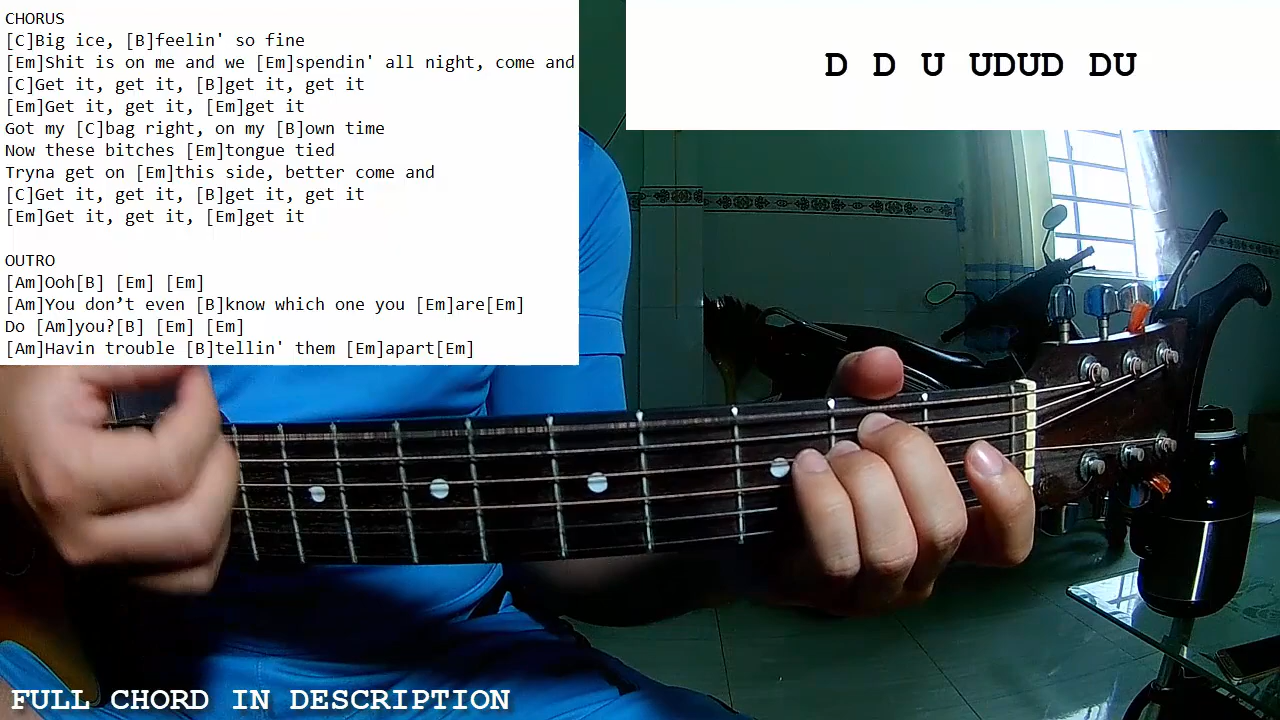 CHORUS
[C]Big ice, [B]feelin' so fine
[Em]Shit is on me and we [Em]spendin' all night, come and
[C]Get it, get it, [B]get it, get it
[Em]Get it, get it, [Em]get it
Got my [C]bag right, on my [B]own time
Now these bitches [Em]tongue tied
Tryna get on [Em]this side, better come and
[C]Get it, get it, [B]get it, get it
[Em]Get it, get it, [Em]get it
OUTRO
[Am]Ooh[B] [Em] [Em]
[Am]You don’t even [B]know which one you [Em]are[Em]
Do [Am]you?[B] [Em] [Em]
[Am]Havin trouble [B]tellin' them [Em]apart[Em]
D D U UDUD DU
FULL CHORD IN DESCRIPTION